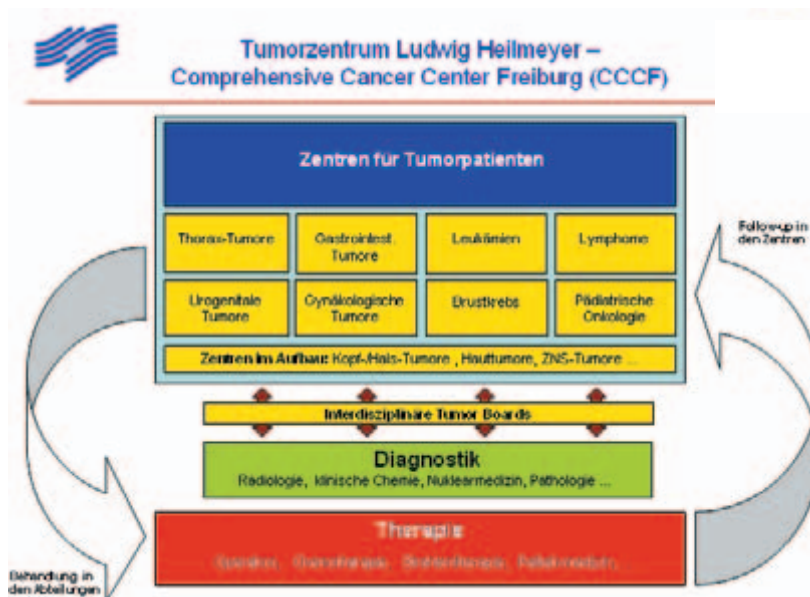 Tumorzentrum Ludwig Heilmeyer –
Comprehensive Cancer Center Freiburg (CCCF)
Zentren für Tumorpatienten
Thorax-Tumore
Gastrointest.
Tumore
Leukämien
Lymphome
Urogenitale
Tumore
Gynäkologische
Tumore
Brustkrebs
Pädiatrische
Onkologie
Zentren im Aufbau: Kopf-/Hals-Tumore , Hauttumore, ZNS-Tumore ...
Follow-up in
den Zentren
Interdisziplinäre Tumor Boards
Diagnostik
Radiologie, klinische Chemie, Nuklearmedizin, Pathologie ...
Therapie
Behandlung in
den Abteilungen